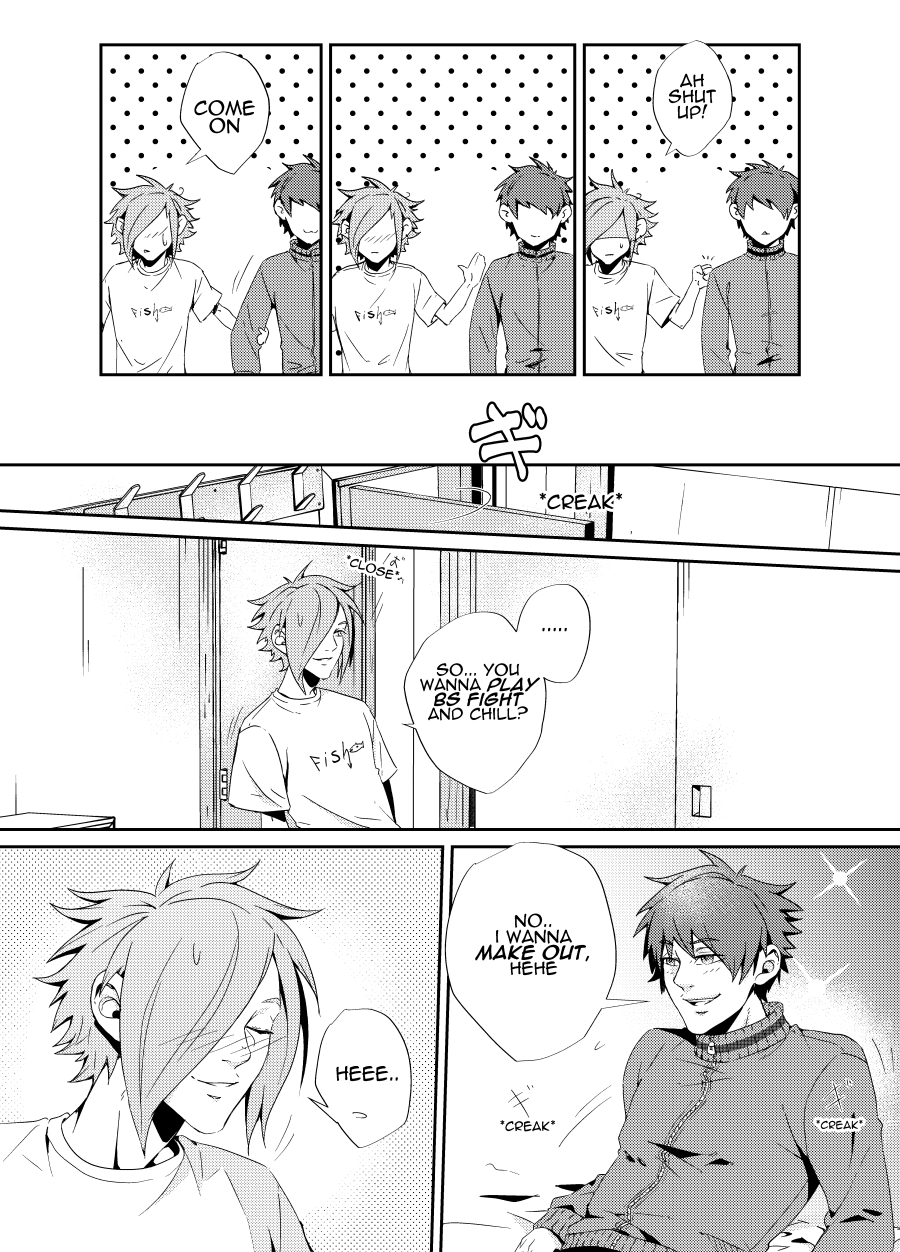 COME
ON
AH
SHUT
UP!
Fish
Fish
Fish
ギ
*CREAK*
*CLOSE*
.....
SO... YOU
WANNA PLAY
BS FIGHT
AND CHILL?
Fish
NO..
I WANNA
MAKE OUT,
HEHE
HEEE..
*CREAK*
*CREAK*